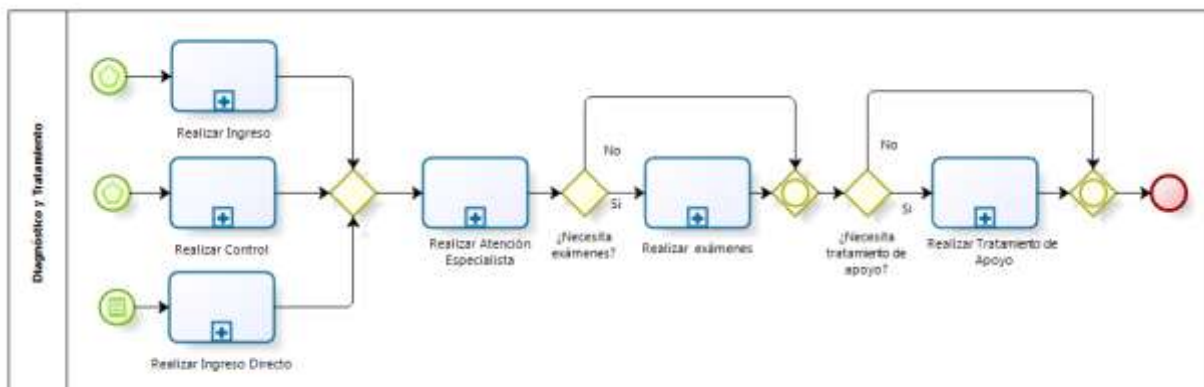 Diagnóstico y Tratamiento
Realizar Ingreso
Realizar Control
Realizar Ingreso Directo
Realizar Atención
Especialista
¿Necesita
exámenes?
No
Si
Realizar exámenes
¿Necesita
tratamiento de
apoyo?
No
Si
Realizar Tratamiento de
Apoyo